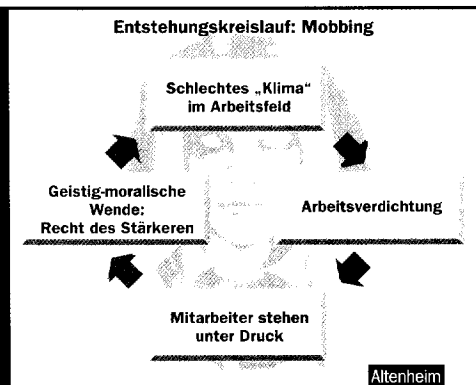 Entstehungskreislauf: Mobbing
Schlechtes „Klima“
im Arbeitsfeld
Arbeitsverdichtung
Mitarbeiter stehen
unter Druck
Geistig-moralische
Wende:
Recht des Stärkeren
Altenheim